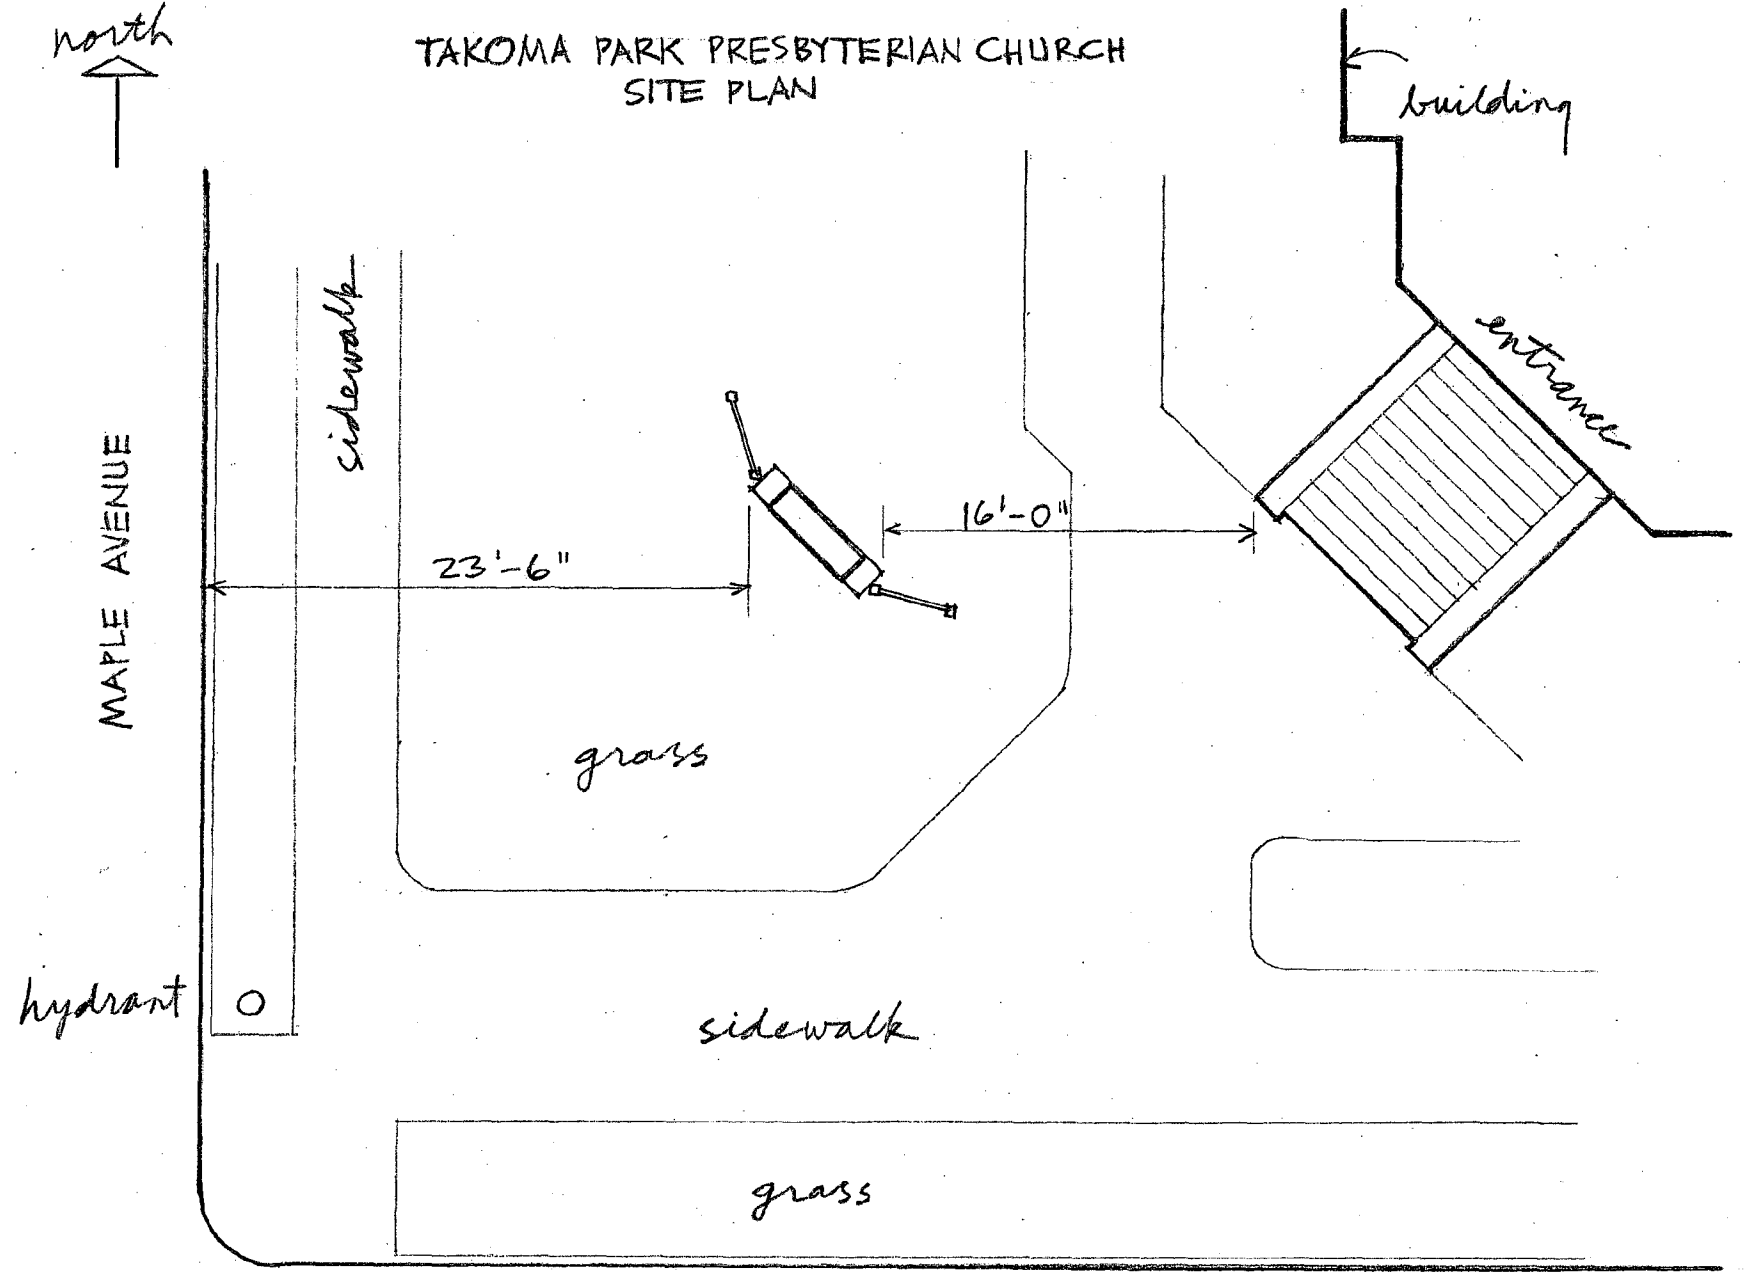 north
TAKOMA PARK PRESBYTERIAN CHURCH
SITE PLAN
building
sidewalk
entrance
MAPLE AVENUE
16'-0"
23'-6"
grass
hydrant
sidewalk
grass